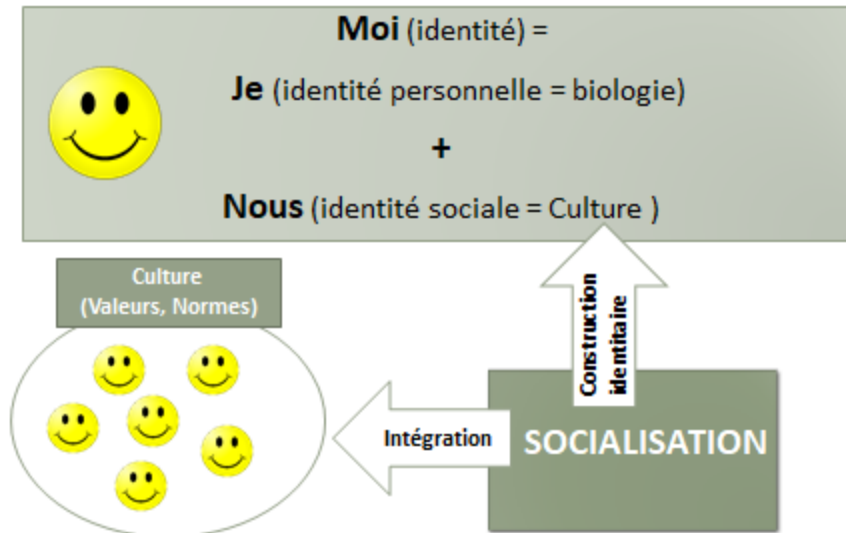 Moi (identité) =
Je (identité personnelle = biologie)
+
Nous (identité sociale = Culture )
Culture
(Valeurs, Normes)
Construction
identitaire
Intégration
SOCIALISATION